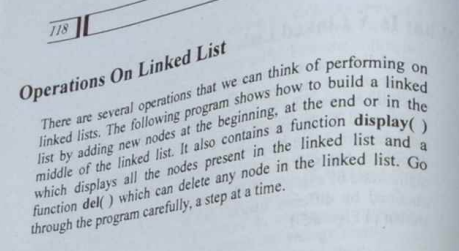 118
Operations On Linked List
There are several operations that we can think of performing on
linked lists. The following program shows how to build a linked
list by adding new nodes at the beginning, at the end or in the
middle of the linked list. It also contains a function display( )
which displays all the nodes present in the linked list and a
function del( ) which can delete any node in the linked list. Go
through the program carefully, a step at a time.